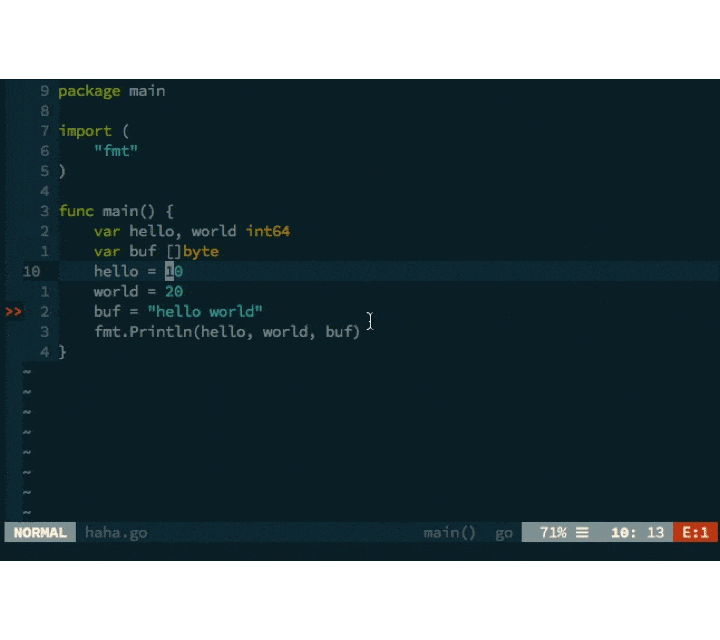 9 package main
8
7 import (
6     "fmt"
5 )
4
3 func main() {
2     var hello, world int64
1     var buf []byte
10     hello = 10
1     world = 20
>> 2     buf = "hello world"
3     fmt.Println(hello, world, buf)
4 }
~
~
~
~
~
~
~
~
NORMAL haha.go main() go 71% ☰ 10: 13 E:1